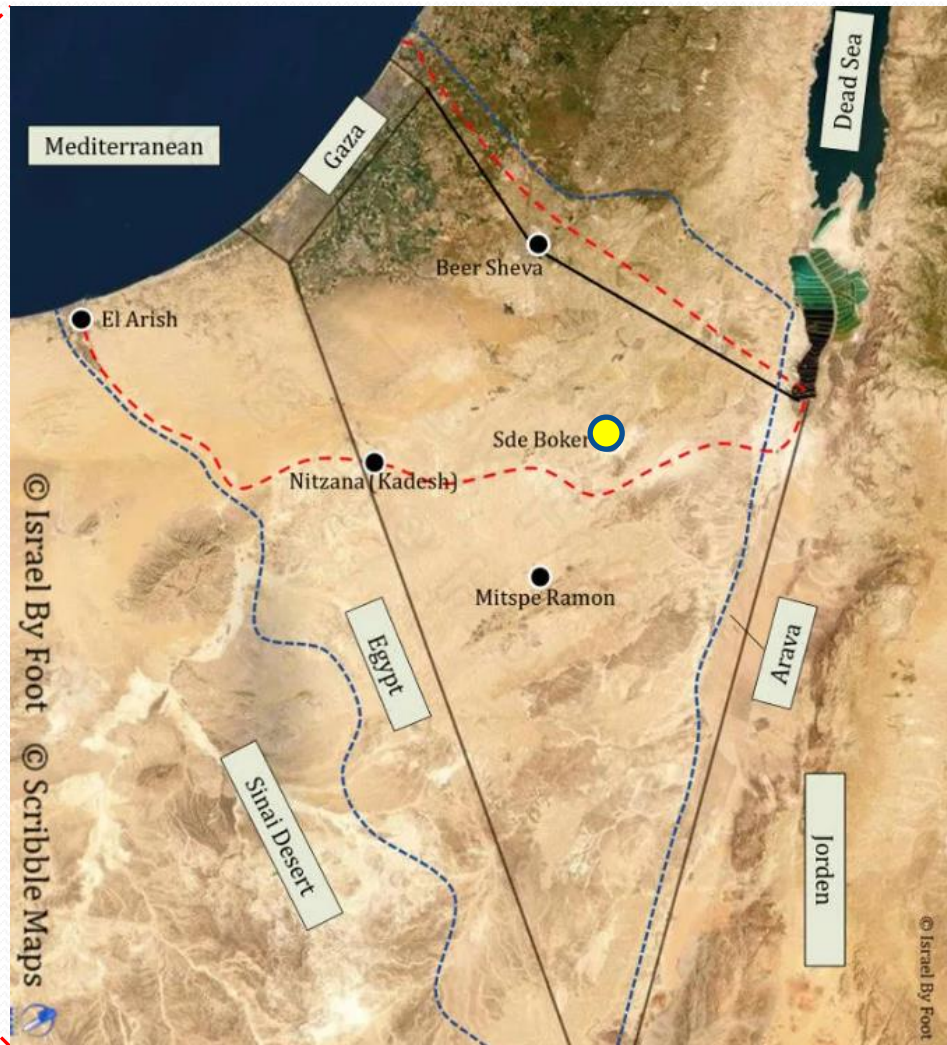 Dead Sea
Mediterranean
Gaza
Beer Sheva
El Arish
Sde Boker
Nitzana (Kadesh)
Mitspe Ramon
Egypt
Arava
Sinai Desert
Jorden
© Israel By Foot © Scribble Maps
© Israel By Foot